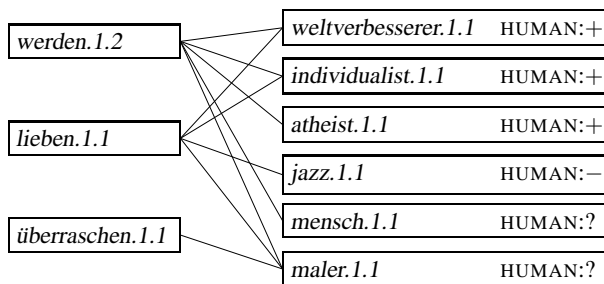 weltverbesserer.1.1 HUMAN:+
werden.1.2
individualist.1.1 HUMAN:+
atheist.1.1 HUMAN:+
lieben.1.1
jazz.1.1 HUMAN:−
mensch.1.1 HUMAN:?
überraschen.1.1
maler.1.1 HUMAN:?